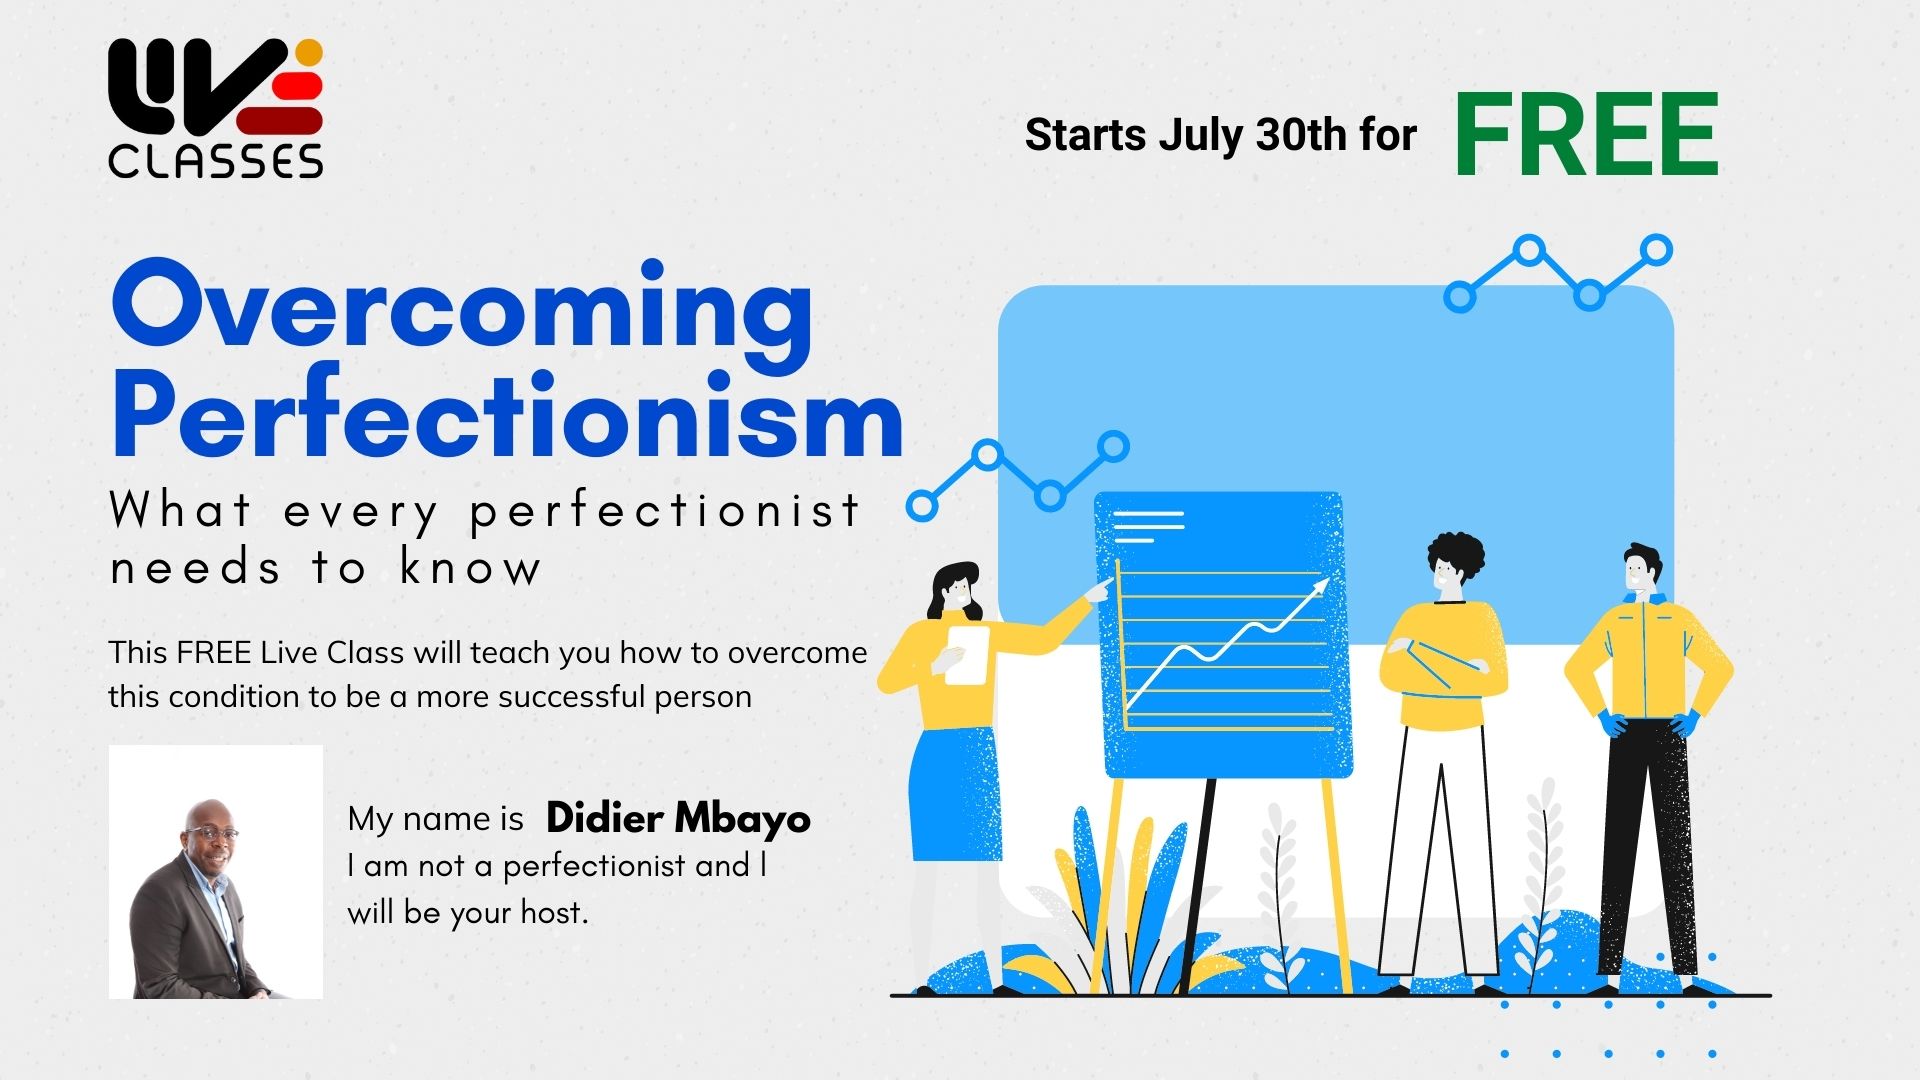 LIVE
CLASSES
Starts July 30th for FREE
Overcoming
Perfectionism
What every perfectionist
needs to know
This FREE Live Class will teach you how to overcome
this condition to be a more successful person
My name is Didier Mbayo
I am not a perfectionist and I
will be your host.